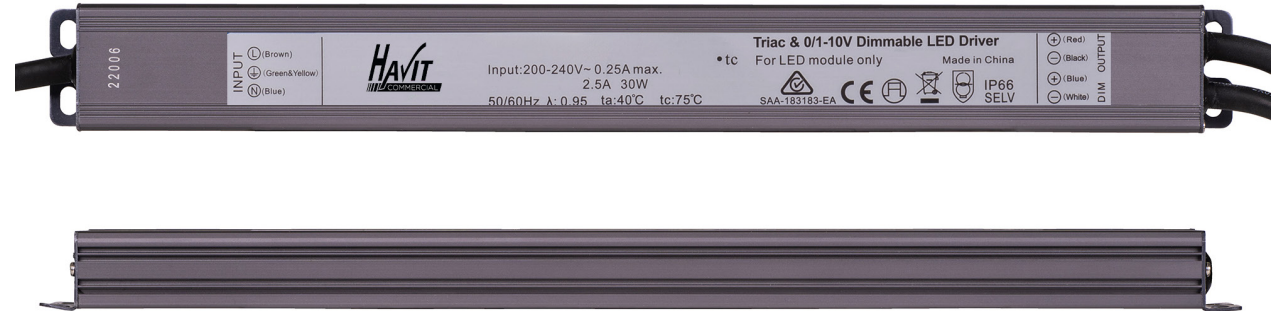 22006
INPUT
L (Brown)
(Green&Yellow)
N (Blue)
HAVIT
COMMERCIAL
Input:200-240V~ 0.25A max.
2.5A 30W
50/60Hz λ: 0.95 ta:40℃ tc:75℃
•tc
Triac & 0/1-10V Dimmable LED Driver
For LED module only Made in China
SAA-183183-EA CE IP66
SELV
+ (Red)
− (Black)
OUTPUT
+ (Blue)
− (White)
DIM